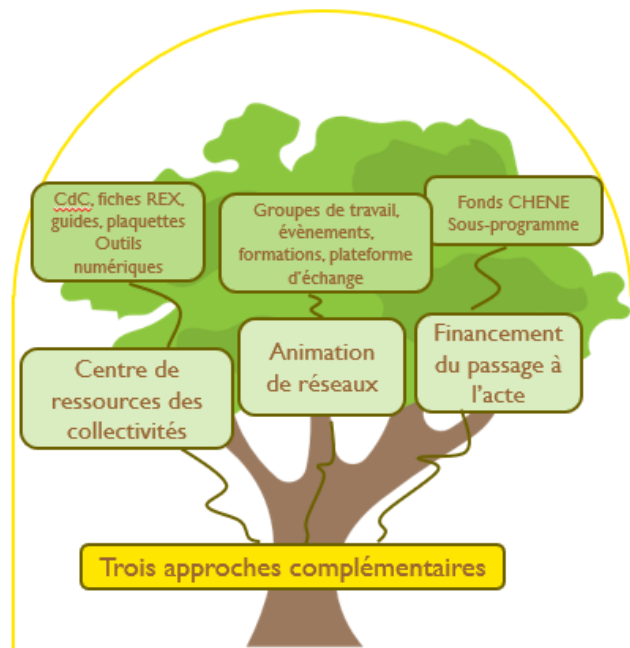 CdC, fiches REX,
guides, plaquettes
Outils
numériques
Groupes de travail,
évènements,
formations, plateforme
d'échange
Fonds CHENE
Sous-programme
Centre de
ressources des
collectivités
Animation
de réseaux
Financement
du passage à
l'acte
Trois approches complémentaires